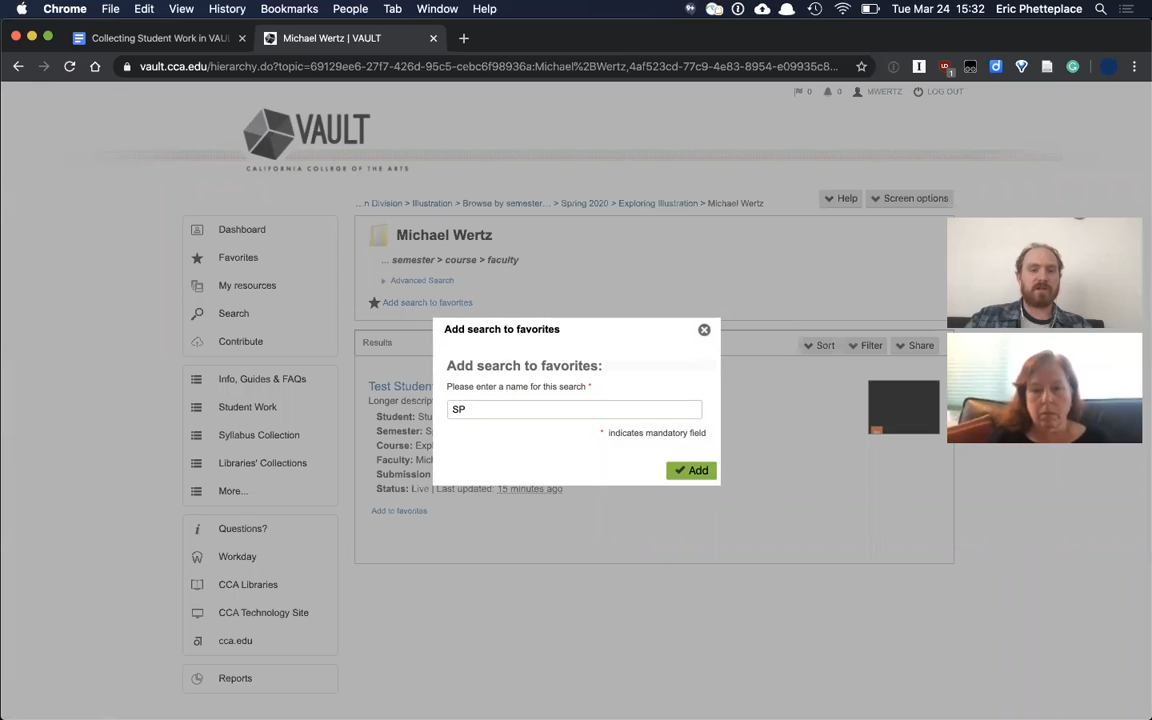 Chrome File Edit View History Bookmarks People Tab Window Help Tue Mar 24 15:32 Eric Phetteplace
Collecting Student Work in VAU
Michael Wertz | VAULT
vault.cca.edu/hierarchy.do?topic=69129ee6-27f7-426d-95c5-cebc6f98936a:Michael%2BWertz,4af523cd-77c9-4e83-8954-e09935c8...
0 0 MWERTZ LOG OUT
VAULT
CALIFORNIA COLLEGE OF THE ARTS
...n Division > Illustration > Browse by semester... > Spring 2020 > Exploring Illustration > Michael Wertz
Help
Screen options
Dashboard
Favorites
My resources
Search
Contribute
Info, Guides & FAQs
Student Work
Syllabus Collection
Libraries' Collections
More...
Questions?
Workday
CCA Libraries
CCA Technology Site
cca.edu
Reports
Michael Wertz
... semester > course > faculty
Advanced Search
Add search to favorites
Results
Sort
Filter
Share
Test Studen
Longer descrip
Student: Stu
Semester: S
Course: Exp
Faculty: Mic
Submission
Status: Live | Last updated: 15 minutes ago
Add to favorites
Add search to favorites
Add search to favorites:
Please enter a name for this search *
SP
* indicates mandatory field
Add